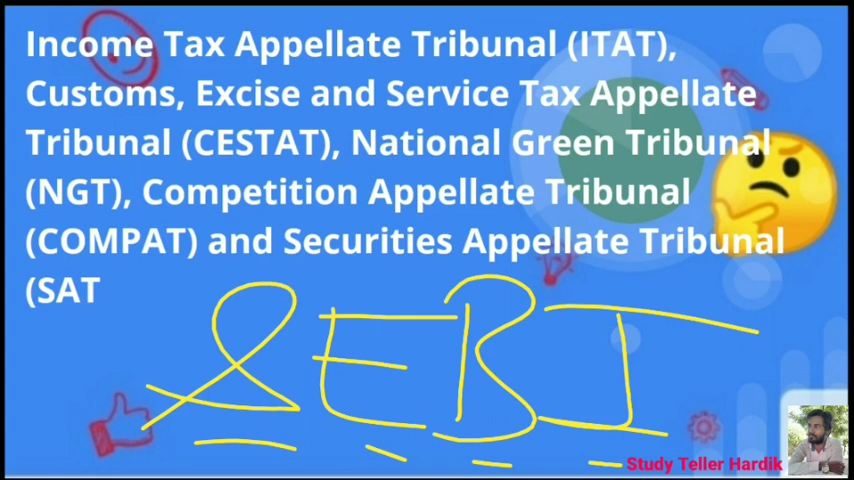 Income Tax Appellate Tribunal (ITAT),
Customs, Excise and Service Tax Appellate
Tribunal (CESTAT), National Green Tribunal
(NGT), Competition Appellate Tribunal
(COMPAT) and Securities Appellate Tribunal
(SAT
SEBI
Study Teller Hardik